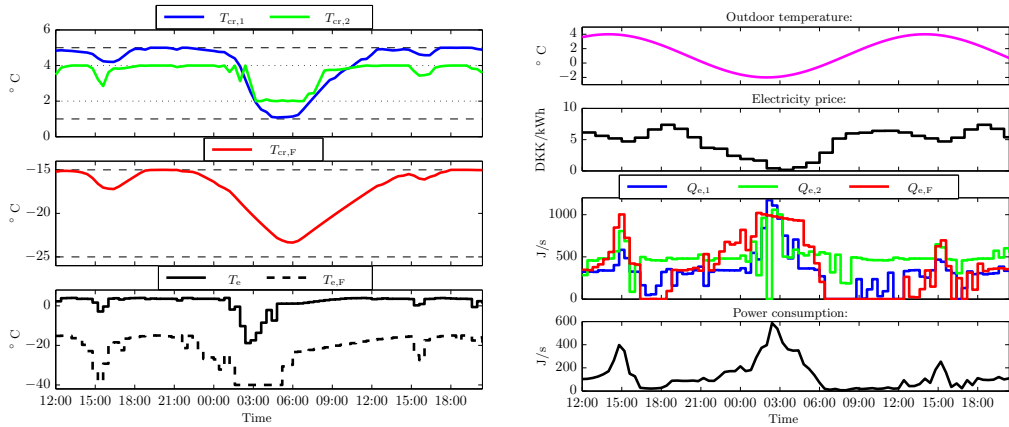 T_cr,1 T_cr,2
6
4
2
0
° C
T_cr,F
−15
−20
−25
° C
T_e T_e,F
0
−20
−40
° C
12:00 15:00 18:00 21:00 00:00 03:00 06:00 09:00 12:00 15:00 18:00
Time
Outdoor temperature:
4
2
0
−2
° C
Electricity price:
10
5
0
DKK/kWh
Q_e,1 Q_e,2 Q_e,F
1000
500
0
J/s
Power consumption:
600
400
200
0
J/s
12:00 15:00 18:00 21:00 00:00 03:00 06:00 09:00 12:00 15:00 18:00
Time